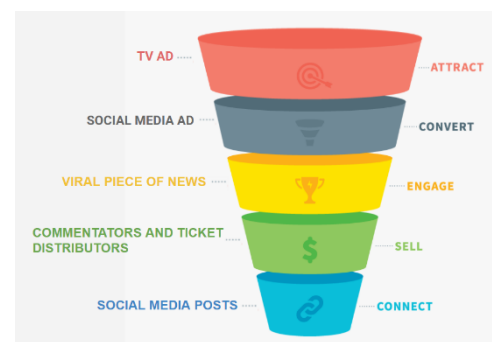 TV AD
ATTRACT
SOCIAL MEDIA AD
CONVERT
VIRAL PIECE OF NEWS
ENGAGE
COMMENTATORS AND TICKET
DISTRIBUTORS
SELL
$
SOCIAL MEDIA POSTS
CONNECT